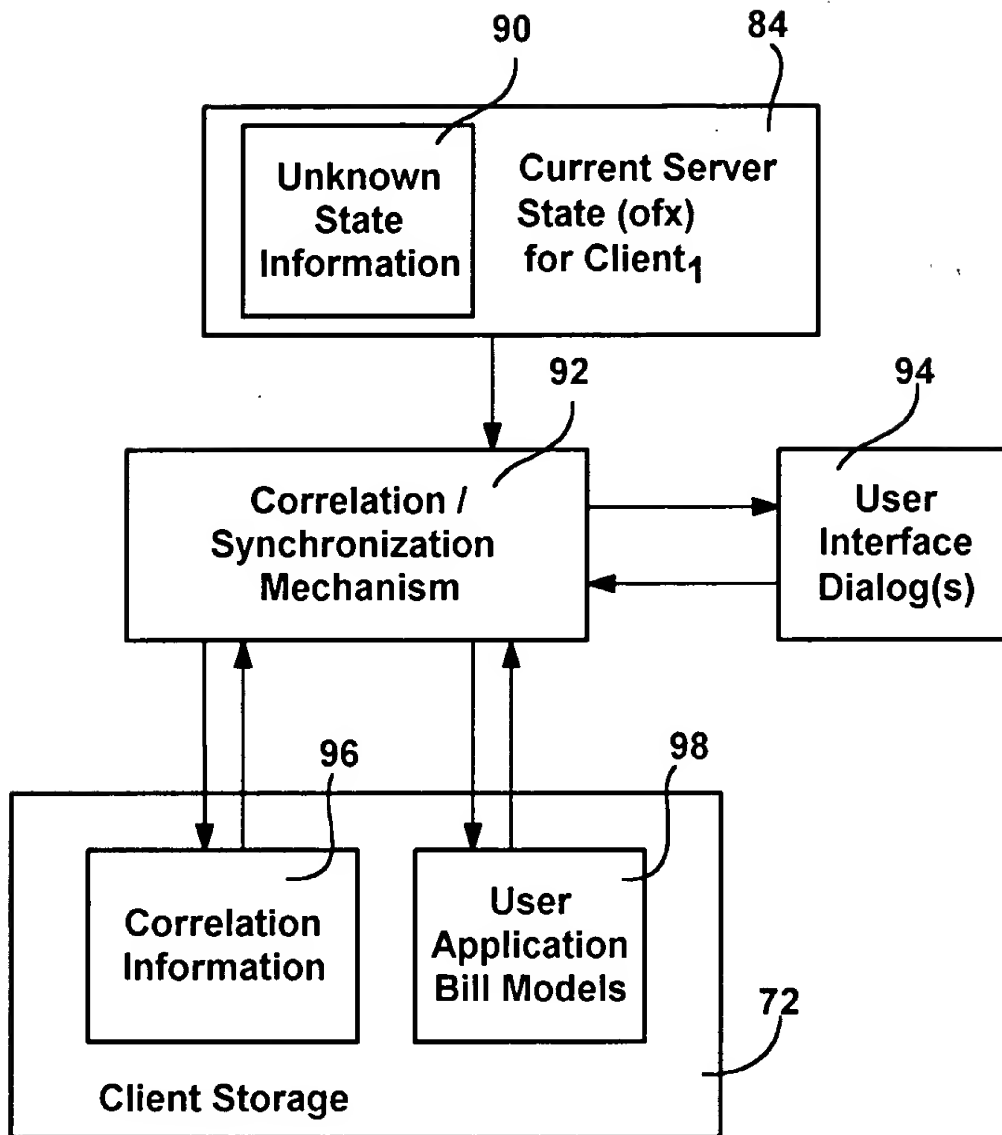 90
84
Unknown
State
Information
Current Server
State (ofx)
for Client1
92
94
Correlation /
Synchronization
Mechanism
User
Interface
Dialog(s)
96
98
Correlation
Information
User
Application
Bill Models
72
Client Storage